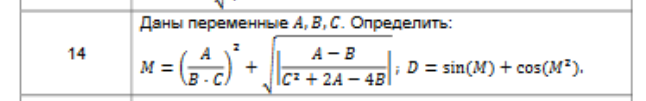 Даны переменные A, B, C. Определить:
14
M = (A / (B · C))² + √|(A − B) / (C² + 2A − 4B)|; D = sin(M) + cos(M²).